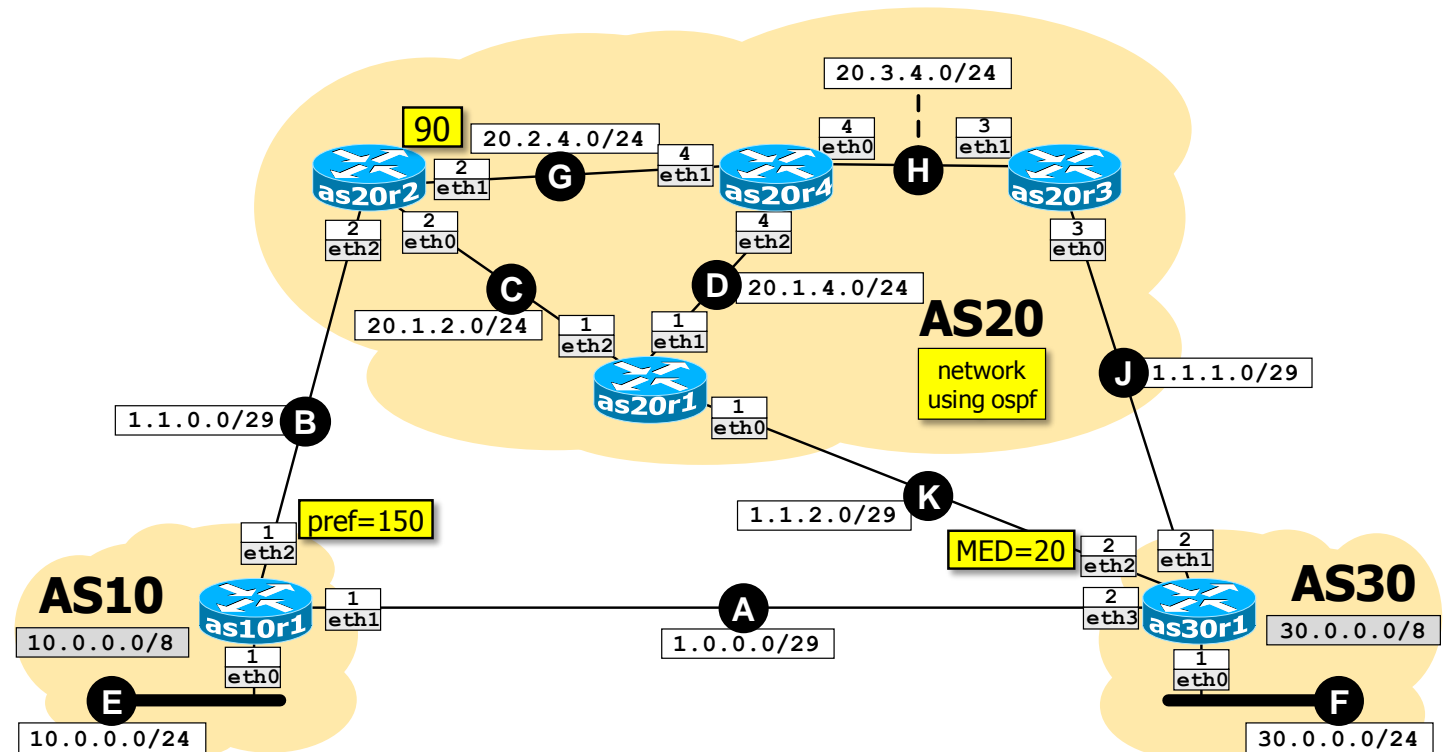 20.3.4.0/24
90
20.2.4.0/24
4
eth0
3
eth1
2
eth1
4
eth1
G
H
as20r2
as20r4
as20r3
2
eth2
2
eth0
4
eth2
3
eth0
C
D
20.1.4.0/24
20.1.2.0/24
1
eth2
1
eth1
AS20
network
using ospf
J
1.1.1.0/29
as20r1
1
eth0
1.1.0.0/29
B
K
1.1.2.0/29
pref=150
1
eth2
MED=20
2
eth2
2
eth1
AS10
AS30
as10r1
1
eth1
A
2
eth3
as30r1
10.0.0.0/8
30.0.0.0/8
1.0.0.0/29
1
eth0
1
eth0
E
F
10.0.0.0/24
30.0.0.0/24